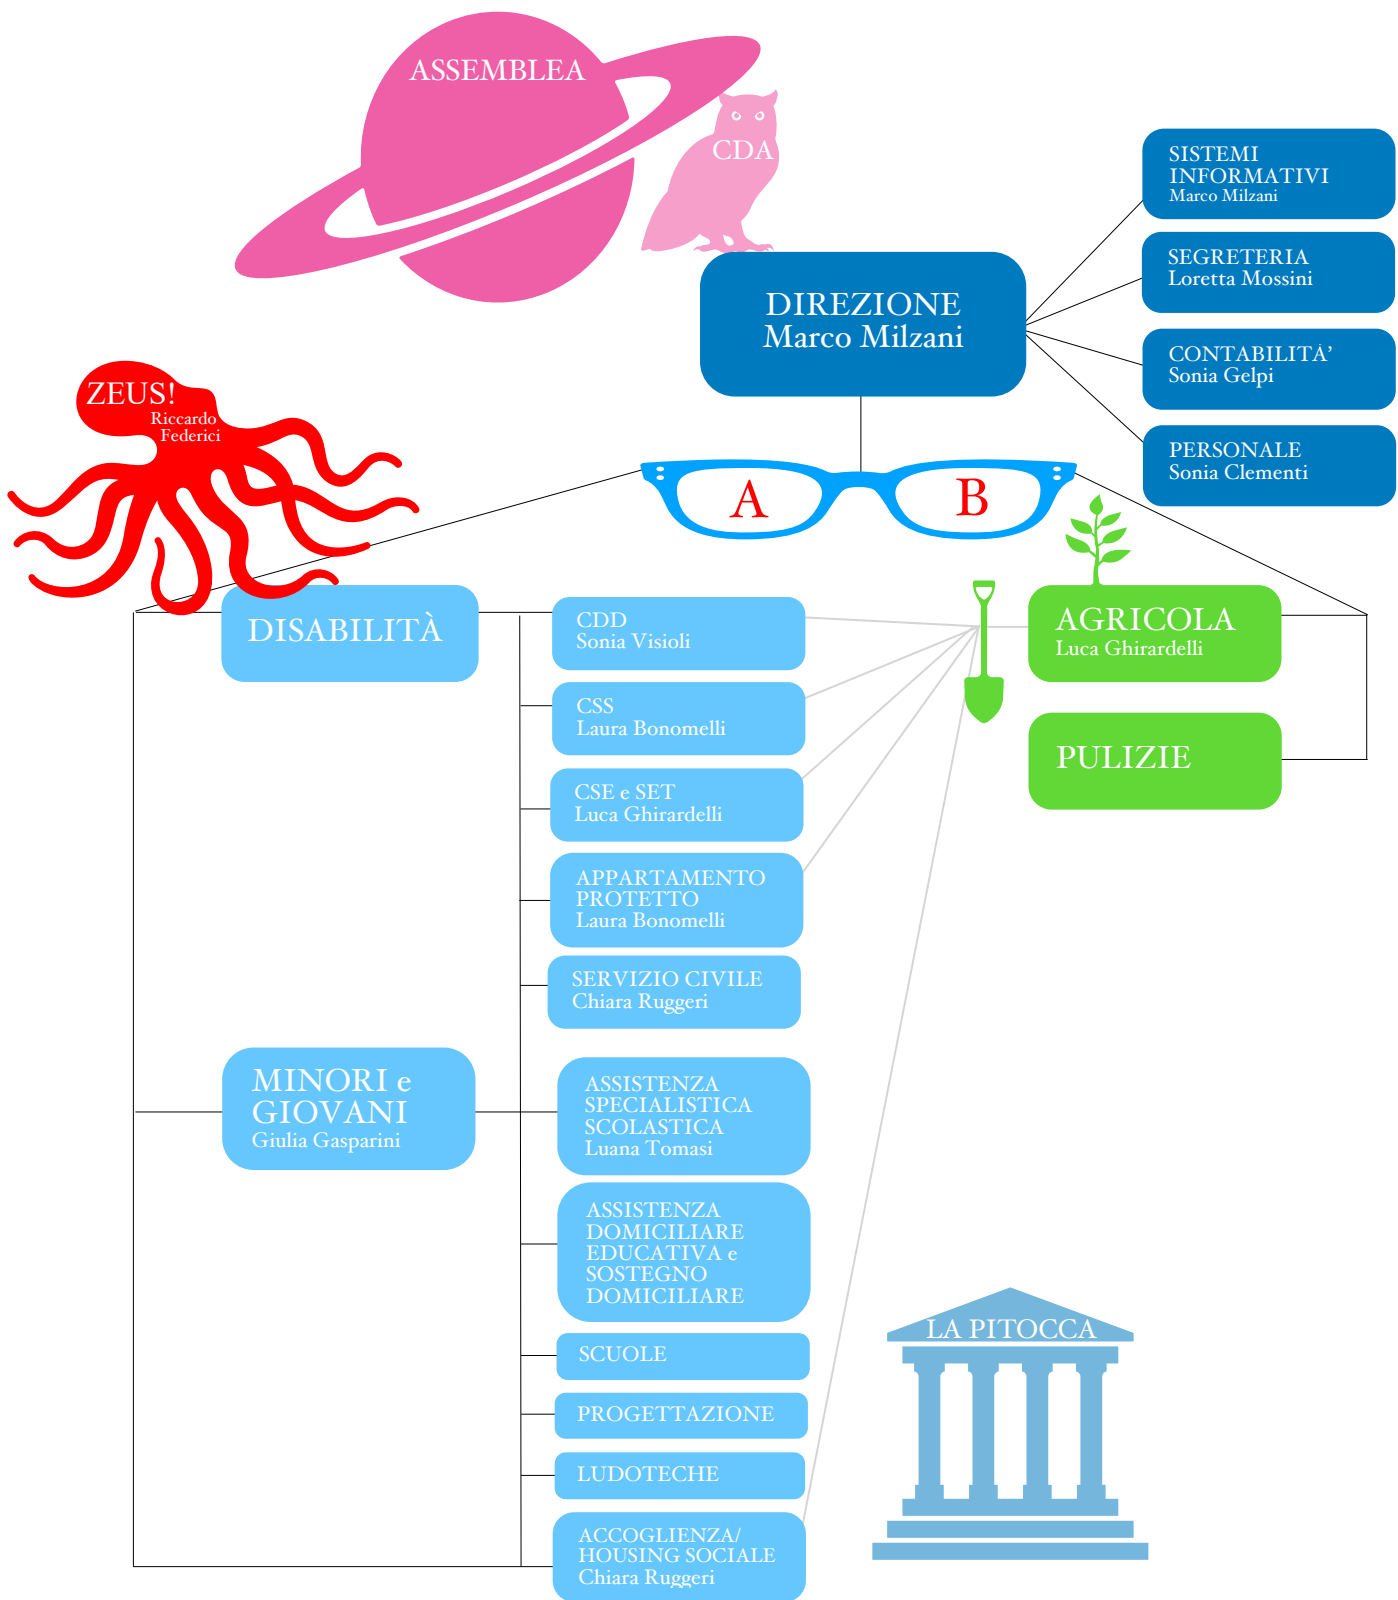 ASSEMBLEA
CDA
SISTEMI
INFORMATIVI
Marco Milzani
SEGRETERIA
Loretta Mossini
DIREZIONE
Marco Milzani
CONTABILITÀ’
Sonia Gelpi
PERSONALE
Sonia Clementi
ZEUS!
Riccardo
Federici
A
B
DISABILITÀ
CDD
Sonia Visioli
AGRICOLA
Luca Ghirardelli
CSS
Laura Bonomelli
PULIZIE
CSE e SET
Luca Ghirardelli
APPARTAMENTO
PROTETTO
Laura Bonomelli
SERVIZIO CIVILE
Chiara Ruggeri
MINORI e
GIOVANI
Giulia Gasparini
ASSISTENZA
SPECIALISTICA
SCOLASTICA
Luana Tomasi
ASSISTENZA
DOMICILIARE
EDUCATIVA e
SOSTEGNO
DOMICILIARE
LA PITOCCA
SCUOLE
PROGETTAZIONE
LUDOTECHE
ACCOGLIENZA/
HOUSING SOCIALE
Chiara Ruggeri